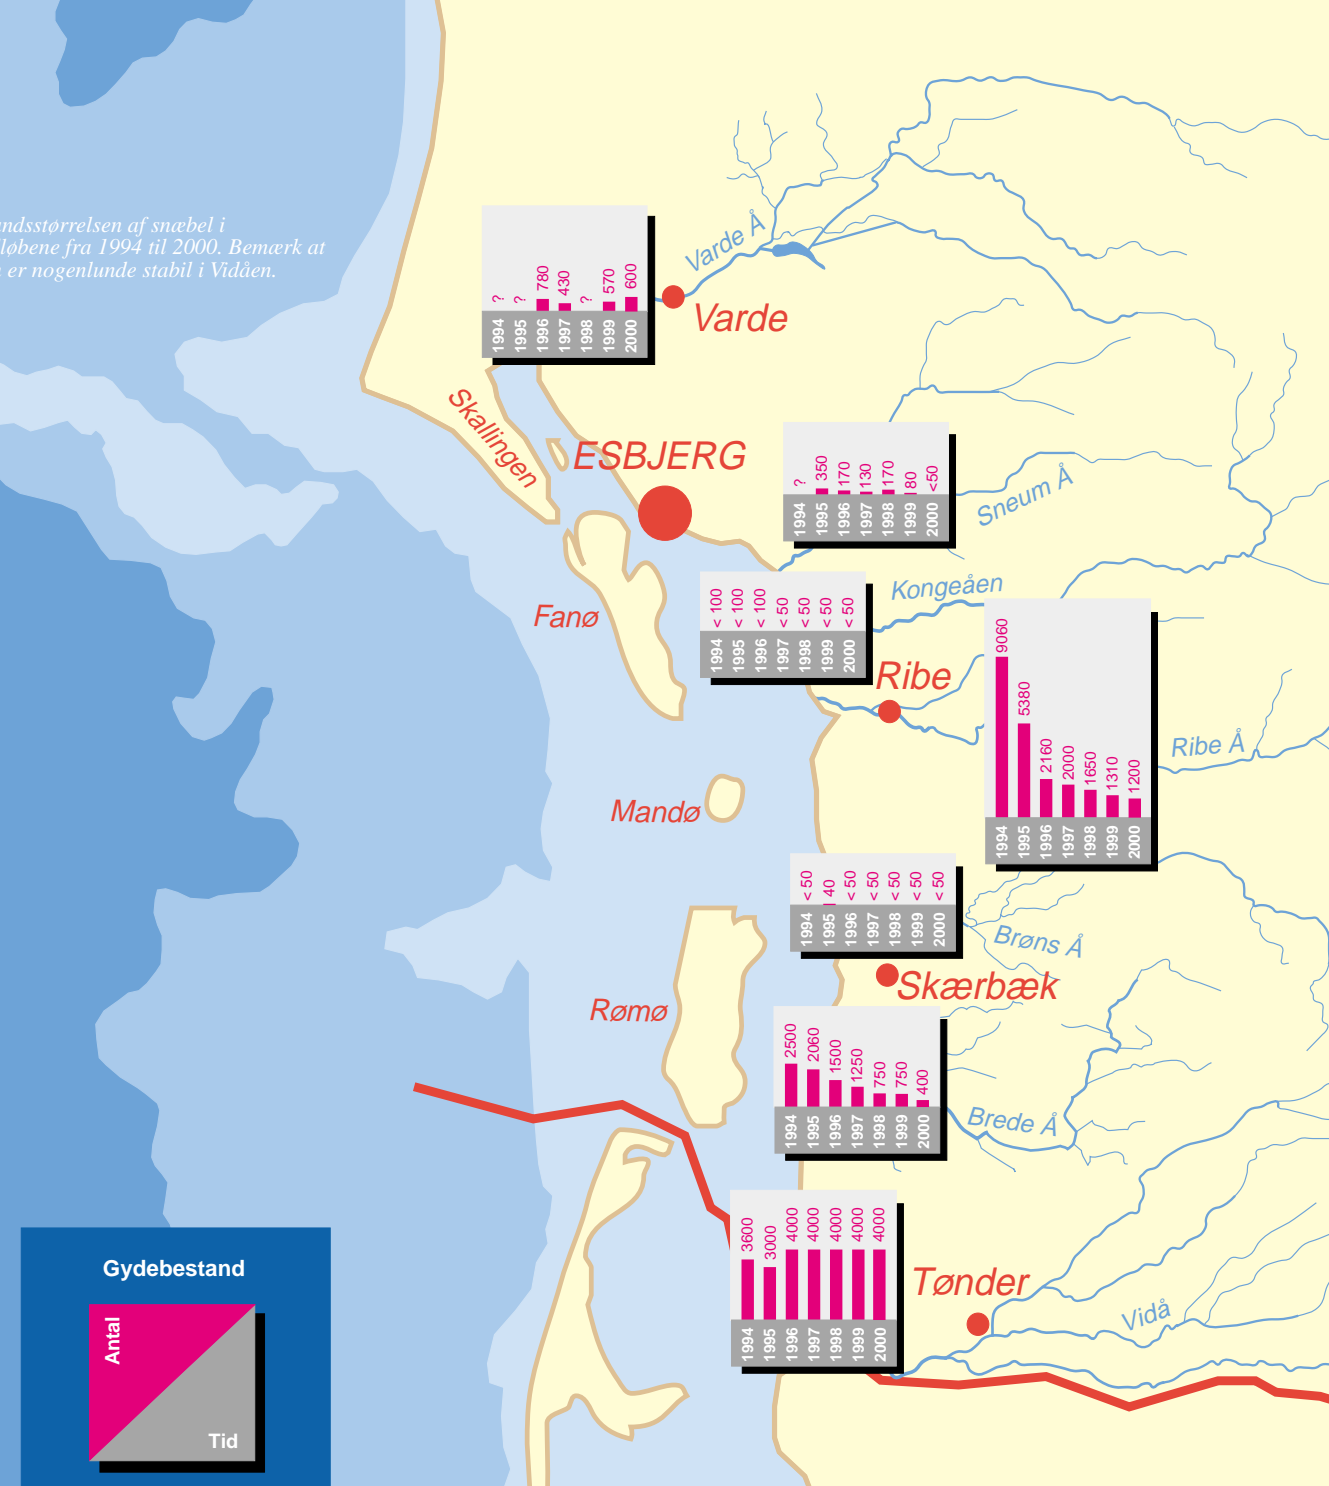 ndsstørrelsen af snæbel i
løbene fra 1994 til 2000. Bemærk at
er nogenlunde stabil i Vidåen.
? ? 780 430 ? 570 600
1994 1995 1996 1997 1998 1999 2000
Varde Å
Varde
Skallingen
ESBJERG
? 350 170 130 170 80 <50
1994 1995 1996 1997 1998 1999 2000
Sneum Å
< 100 < 100 < 100 < 50 < 50 < 50 < 50
1994 1995 1996 1997 1998 1999 2000
Kongeåen
Fanø
Ribe
9060 5380 2160 2000 1650 1310 1200
1994 1995 1996 1997 1998 1999 2000
Ribe Å
Mandø
< 50 40 < 50 < 50 < 50 < 50 < 50
1994 1995 1996 1997 1998 1999 2000
Brøns Å
Skærbæk
Rømø
2500 2060 1500 1250 750 750 400
1994 1995 1996 1997 1998 1999 2000
Brede Å
3600 3000 4000 4000 4000 4000 4000
1994 1995 1996 1997 1998 1999 2000
Tønder
Vidå
Gydebestand
Antal
Tid